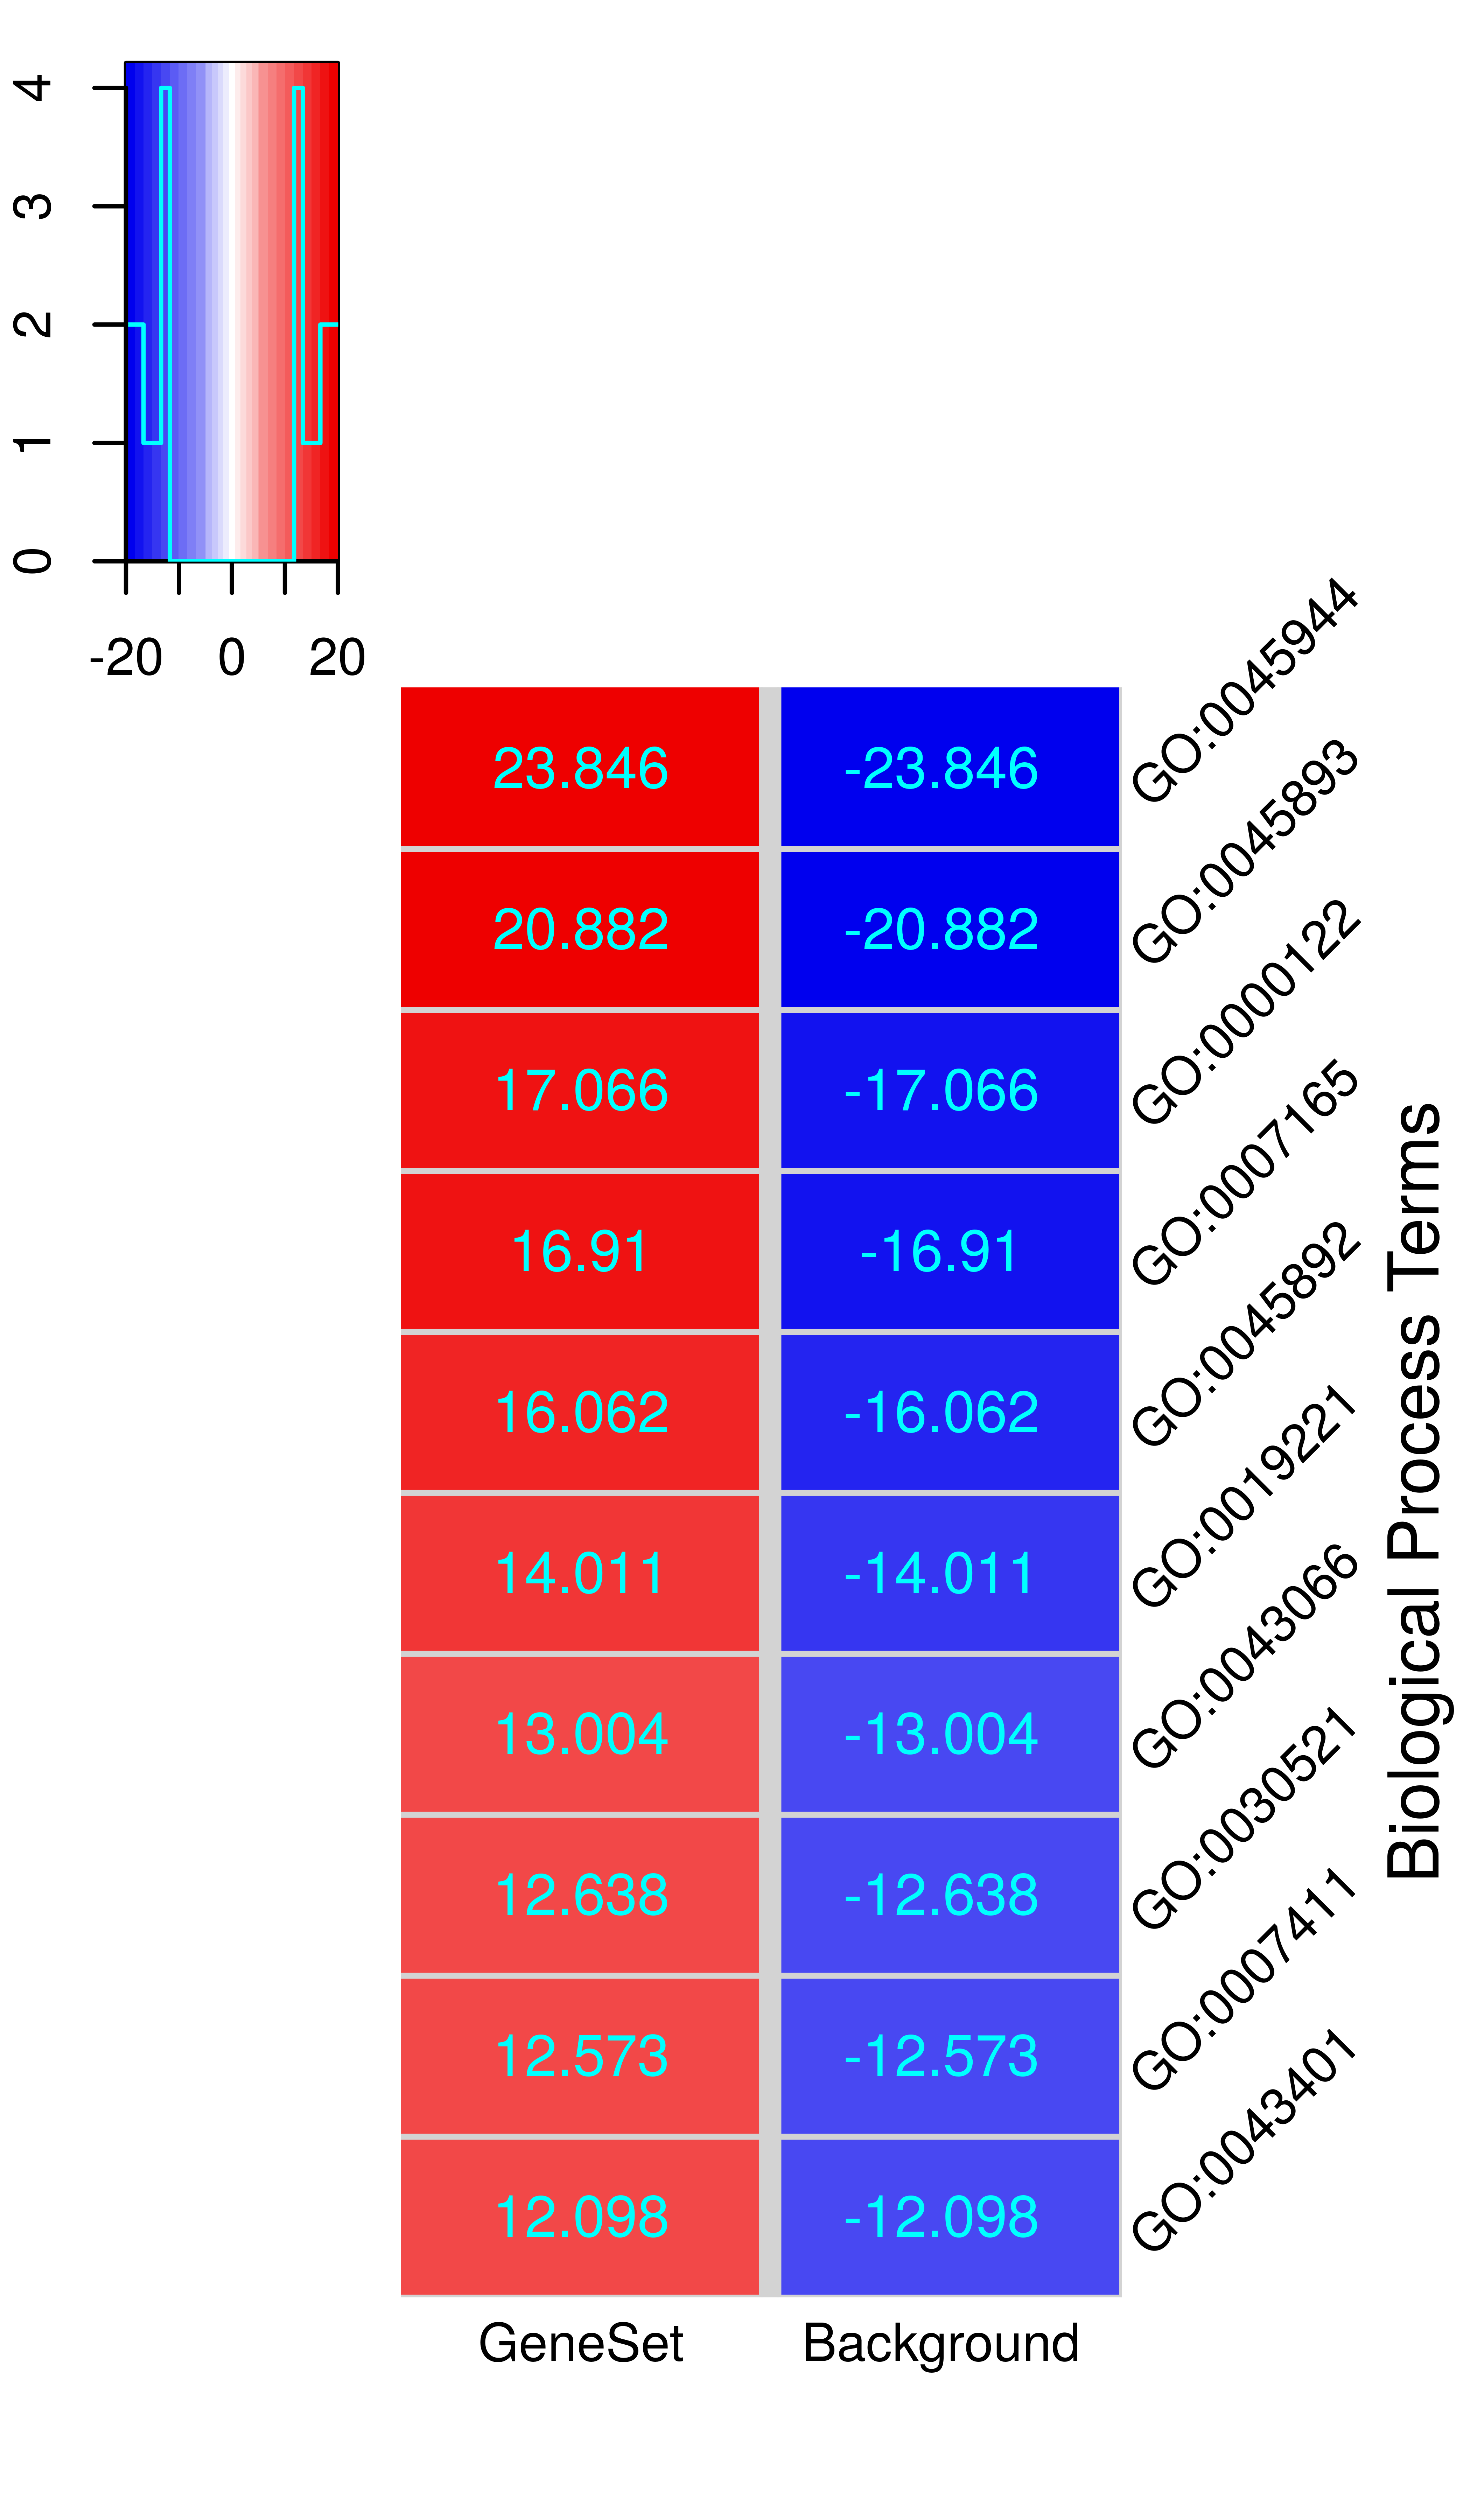 4
3
2
1
0
-20 0 20
23.846 -23.846 GO:0045944
20.882 -20.882 GO:0045893
17.066 -17.066 GO:0000122
16.91 -16.91 GO:0007165
16.062 -16.062 GO:0045892
14.011 -14.011 GO:0019221
13.004 -13.004 GO:0043066
12.638 -12.638 GO:0030521
12.573 -12.573 GO:0007411
12.098 -12.098 GO:0043401
GeneSet Background
Biological Process Terms